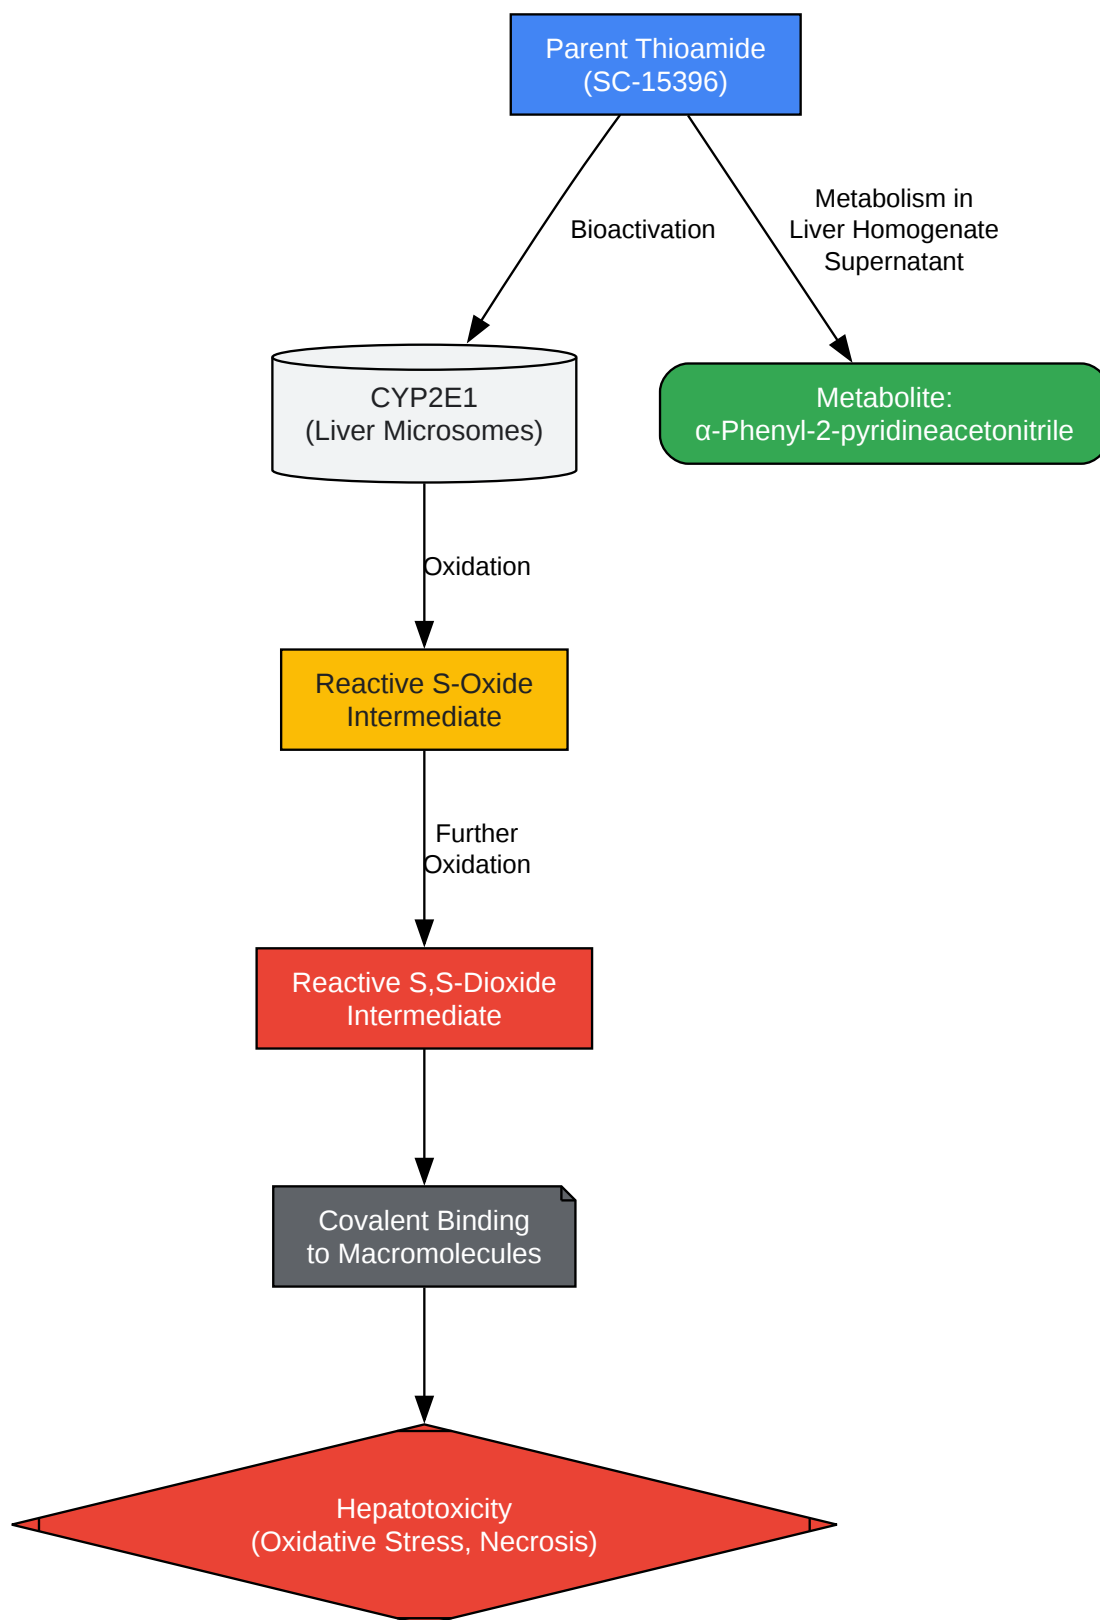 Parent Thioamide
(SC-15396)
Bioactivation
Metabolism in
Liver Homogenate
Supernatant
CYP2E1
(Liver Microsomes)
Metabolite:
α-Phenyl-2-pyridineacetonitrile
Oxidation
Reactive S-Oxide
Intermediate
Further
Oxidation
Reactive S,S-Dioxide
Intermediate
Covalent Binding
to Macromolecules
Hepatotoxicity
(Oxidative Stress, Necrosis)